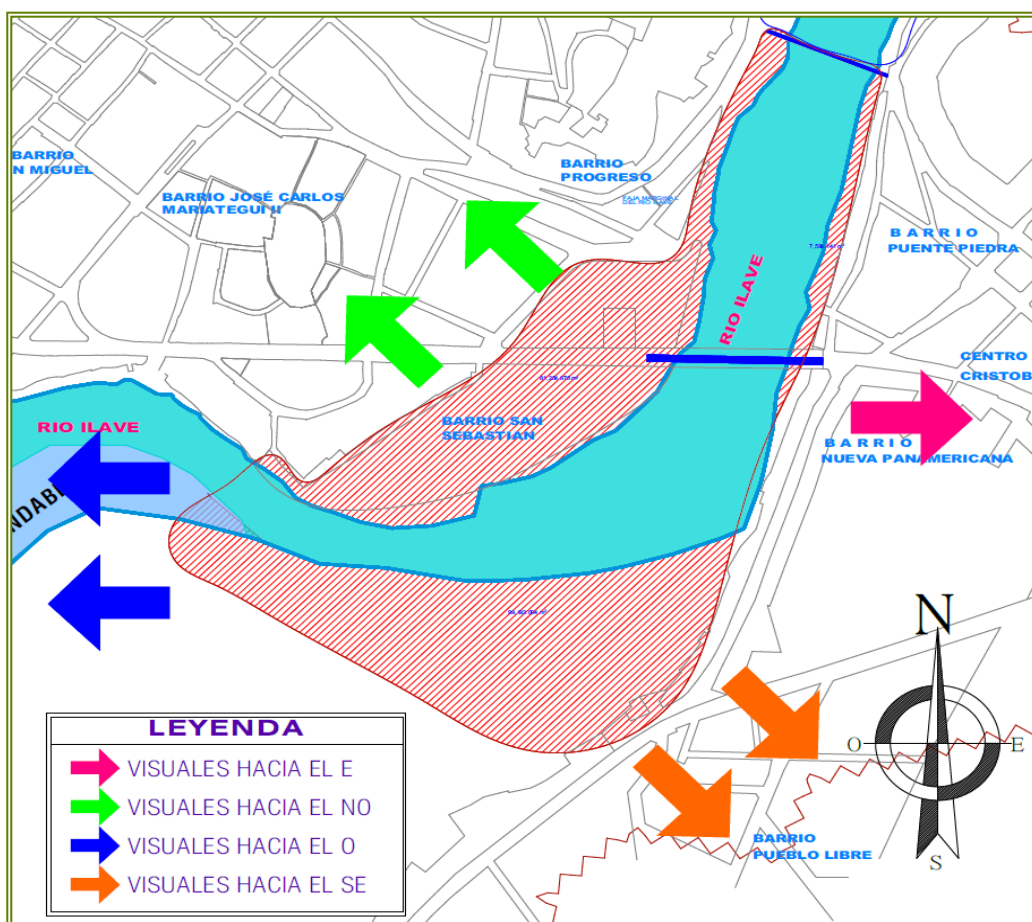 BARRIO
N MIGUEL
BARRIO JOSÉ CARLOS
MARIATEGUI II
BARRIO
PROGRESO
BARRIO
PUENTE PIEDRA
RIO ILAVE
CENTRO
CRISTOB
BARRIO SAN
SEBASTIAN
RIO ILAVE
BARRIO
NUEVA PANAMERICANA
NDABL
N
O
E
S
BARRIO
PUEBLO LIBRE
LEYENDA
VISUALES HACIA EL E
VISUALES HACIA EL NO
VISUALES HACIA EL O
VISUALES HACIA EL SE